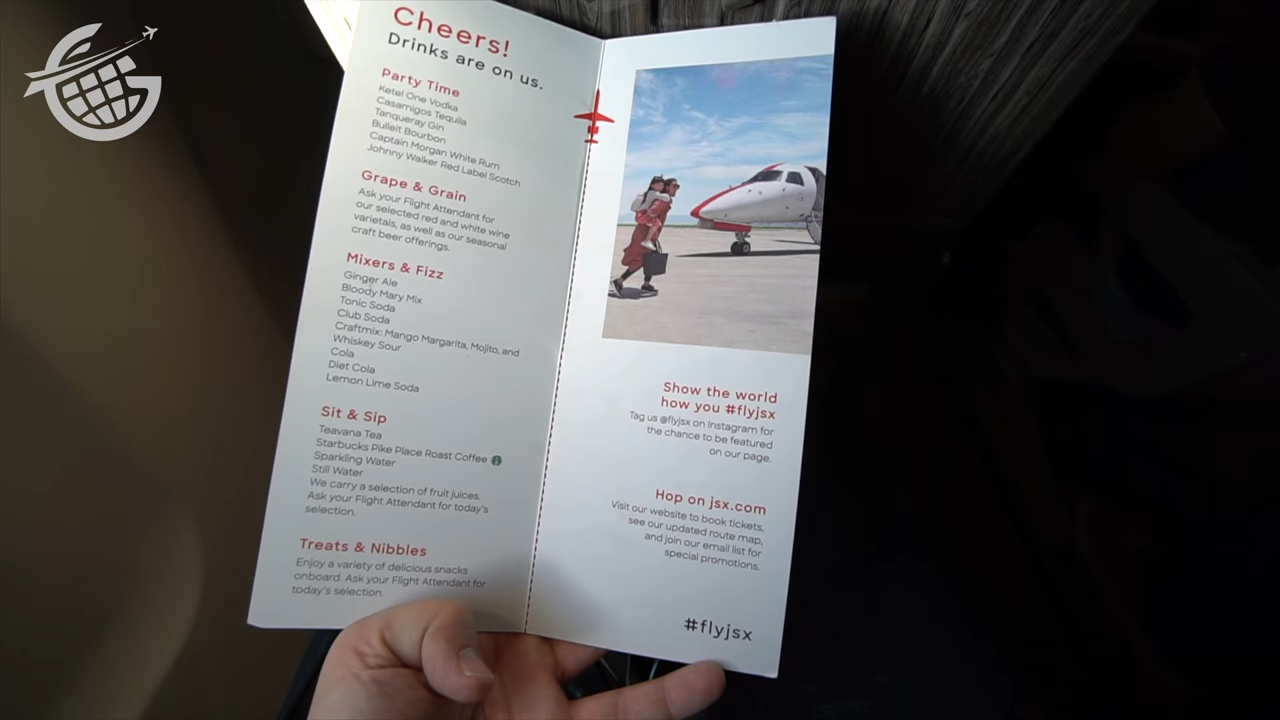 Cheers!
Drinks are on us.
Party Time
Ketel One Vodka
Casamigos Tequila
Tanqueray Gin
Bulleit Bourbon
Captain Morgan White Rum
Johnny Walker Red Label Scotch
Grape & Grain
Ask your Flight Attendant for
our selected red and white wine
varietals, as well as our seasonal
craft beer offerings.
Mixers & Fizz
Ginger Ale
Bloody Mary Mix
Tonic Soda
Club Soda
Craftmix: Mango Margarita, Mojito, and
Whiskey Sour
Cola
Diet Cola
Lemon Lime Soda
Sit & Sip
Teavana Tea
Starbucks Pike Place Roast Coffee
Sparkling Water
Still Water
We carry a selection of fruit juices.
Ask your Flight Attendant for today's
selection.
Treats & Nibbles
Enjoy a variety of delicious snacks
onboard. Ask your Flight Attendant for
today's selection.
Show the world
how you #flyjsx
Tag us @flyjsx on Instagram for
the chance to be featured
on our page.
Hop on jsx.com
Visit our website to book tickets,
see our updated route map,
and join our email list for
special promotions.
#flyjsx